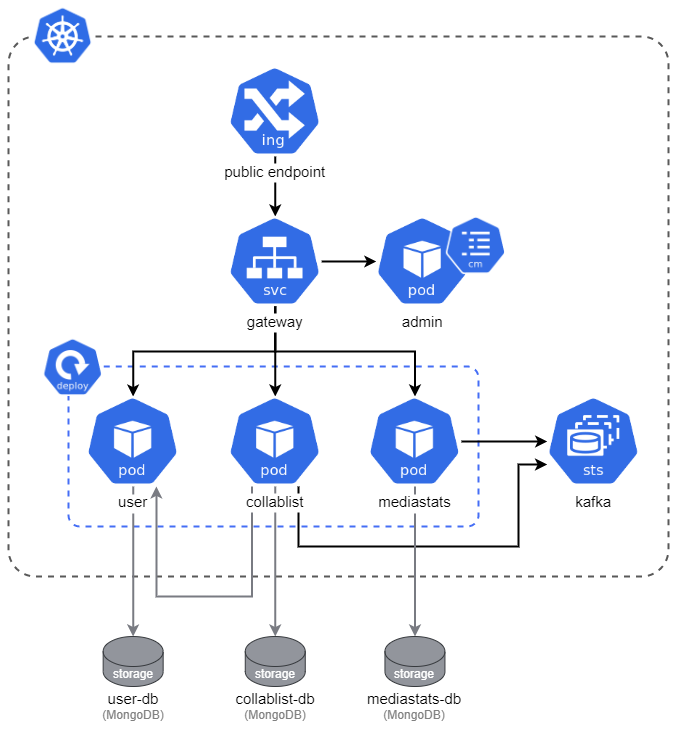 ing
public endpoint
svc
gateway
pod
cm
admin
deploy
pod
user
pod
collablist
pod
mediastats
sts
kafka
storage
user-db
(MongoDB)
storage
collablist-db
(MongoDB)
storage
mediastats-db
(MongoDB)